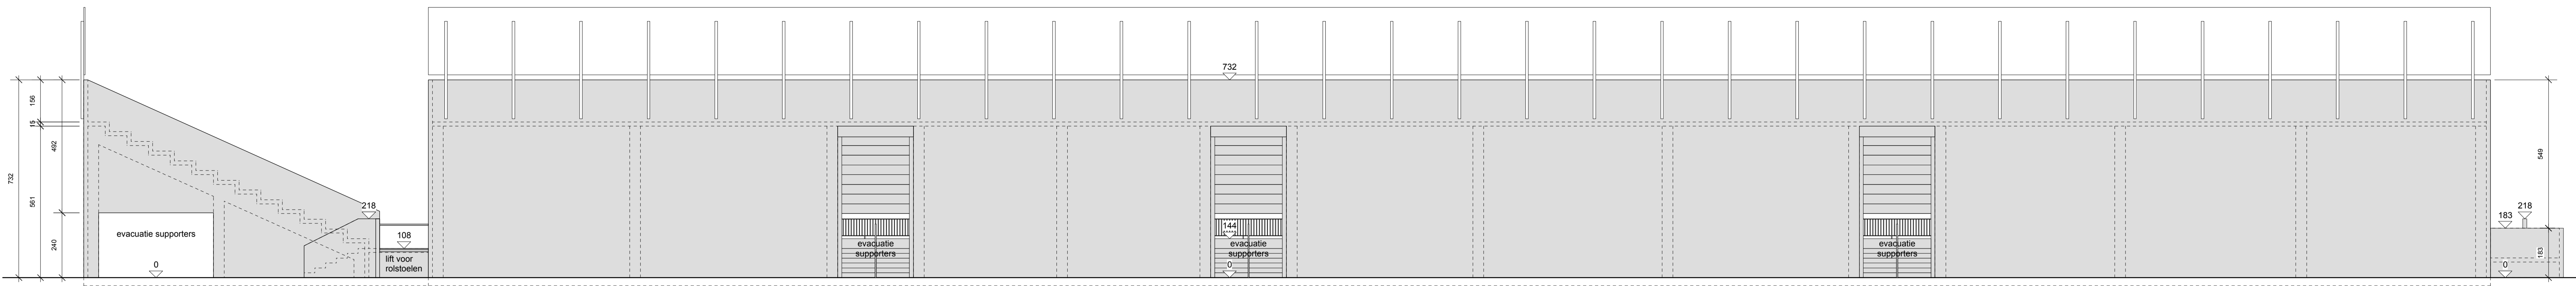 732
156
15
492
561
732
240
evacuatie supporters
0
218
108
lift voor
rolstoelen
732
evacuatie
supporters
144
evacuatie
supporters
0
evacuatie
supporters
549
183
218
183
0